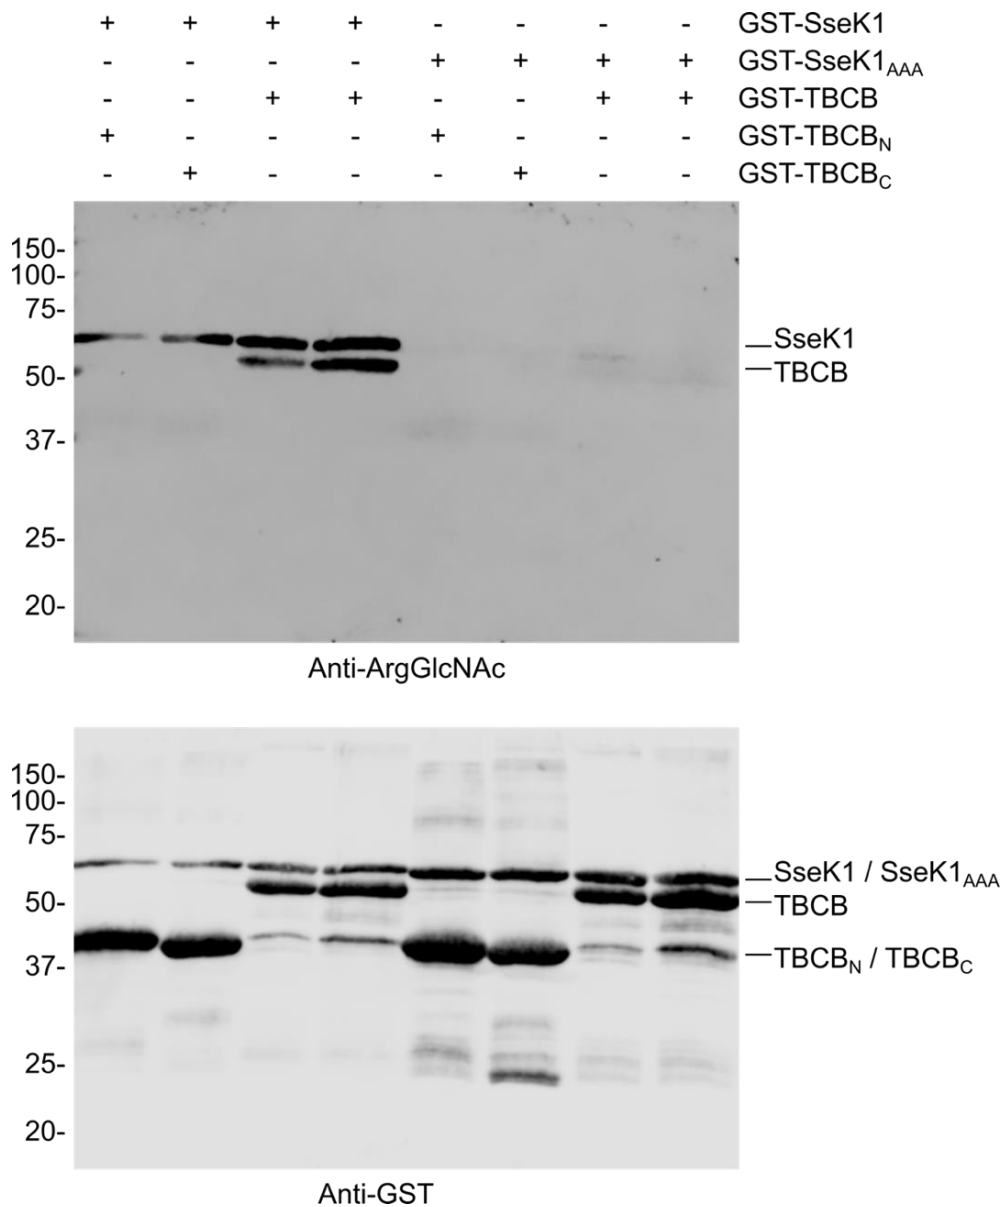 + + + + - - - - GST-SseK1
- - - - + + + + GST-SseK1AAA
- - + + - - + + GST-TBCB
+ - - - + - - - GST-TBCBN
- + - - - + - - GST-TBCBC
150-
100-
75-
50-
37-
25-
20-
SseK1
TBCB
Anti-ArgGlcNAc
150-
100-
75-
50-
37-
25-
20-
SseK1 / SseK1AAA
TBCB
TBCBN / TBCBC
Anti-GST